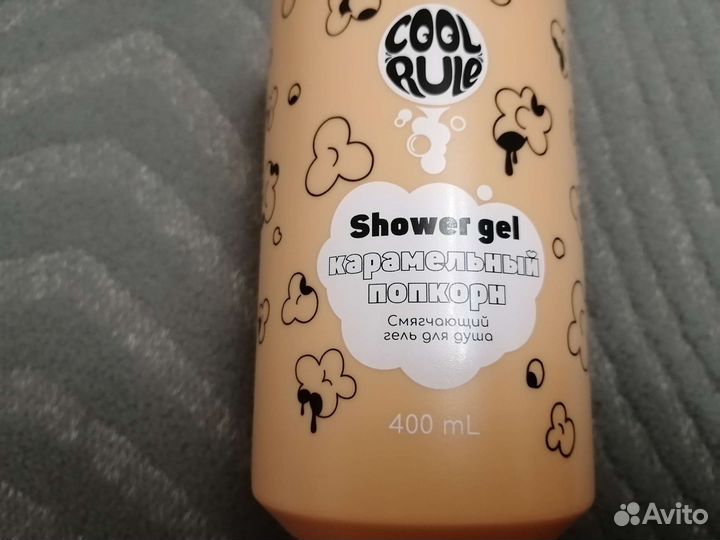 COOL
RULE
Shower gel
карамельный
попкорн
Смягчающий
гель для душа
400 mL
Avito